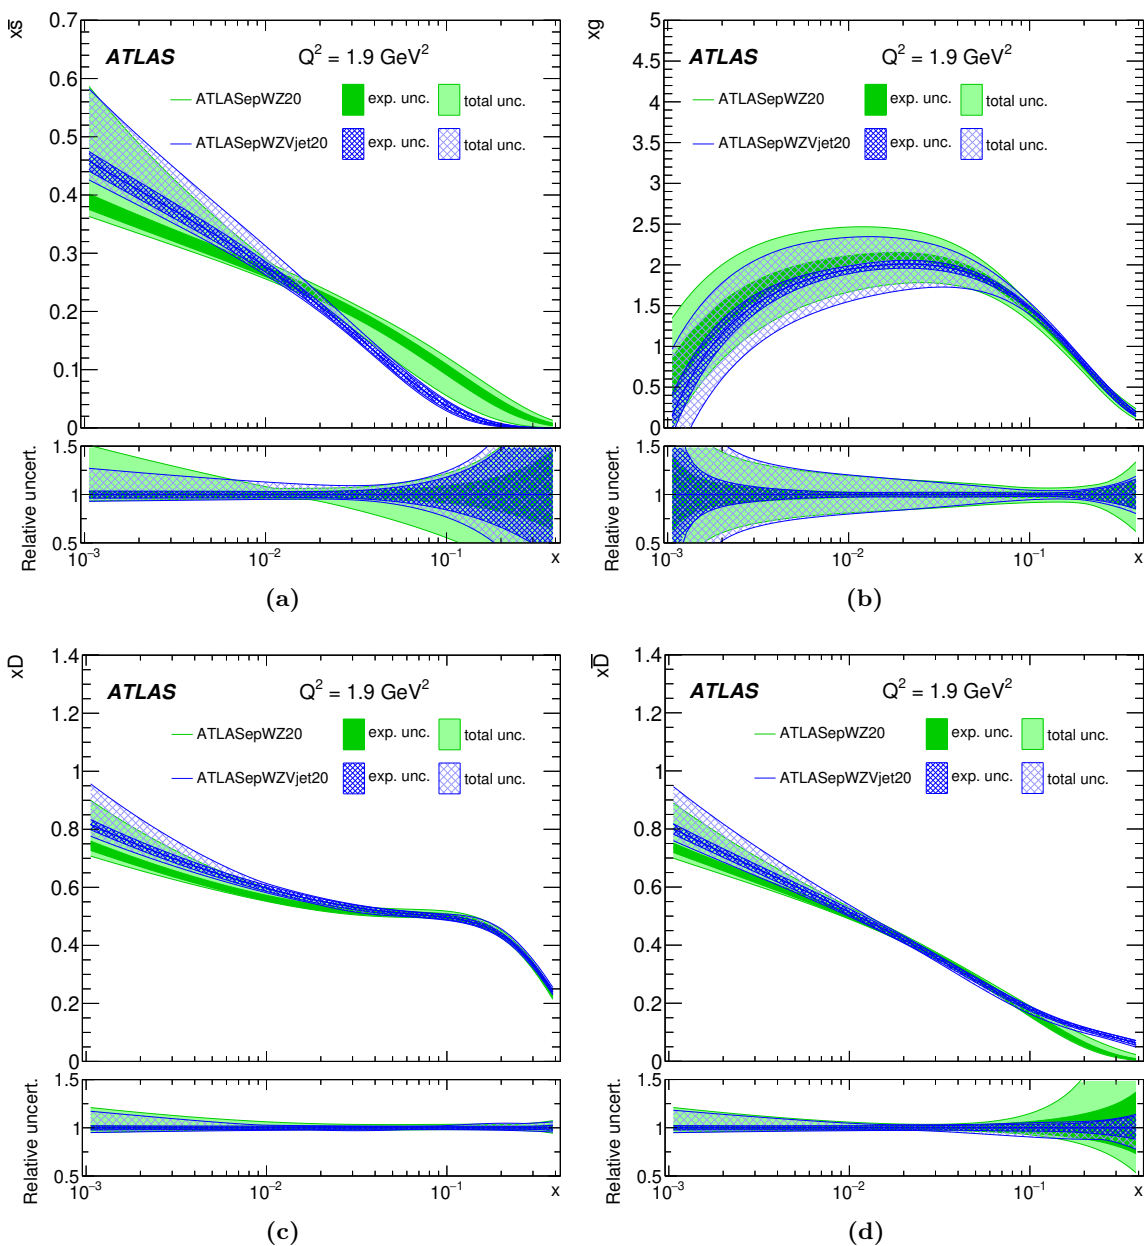 xs̅
0.7
0.6
0.5
0.4
0.3
0.2
0.1
0
ATLAS
Q² = 1.9 GeV²
ATLASepWZ20
exp. unc.
total unc.
ATLASepWZVjet20
exp. unc.
total unc.
Relative uncert.
1.5
1
0.5
10⁻³
10⁻²
10⁻¹
x
(a)
xg
5
4.5
4
3.5
3
2.5
2
1.5
1
0.5
0
ATLAS
Q² = 1.9 GeV²
ATLASepWZ20
exp. unc.
total unc.
ATLASepWZVjet20
exp. unc.
total unc.
Relative uncert.
1.5
1
0.5
10⁻³
10⁻²
10⁻¹
x
(b)
xD
1.4
1.2
1
0.8
0.6
0.4
0.2
0
ATLAS
Q² = 1.9 GeV²
ATLASepWZ20
exp. unc.
total unc.
ATLASepWZVjet20
exp. unc.
total unc.
Relative uncert.
1.5
1
0.5
10⁻³
10⁻²
10⁻¹
x
(c)
xD̅
1.4
1.2
1
0.8
0.6
0.4
0.2
0
ATLAS
Q² = 1.9 GeV²
ATLASepWZ20
exp. unc.
total unc.
ATLASepWZVjet20
exp. unc.
total unc.
Relative uncert.
1.5
1
0.5
10⁻³
10⁻²
10⁻¹
x
(d)